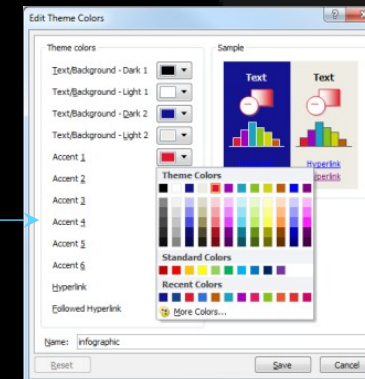 Edit Theme Colors
Theme colors
Text/Background - Dark 1
Text/Background - Light 1
Text/Background - Dark 2
Text/Background - Light 2
Accent 1
Accent 2
Accent 3
Accent 4
Accent 5
Accent 6
Hyperlink
Followed Hyperlink
Sample
Text
Text
Hyperlink
Hyperlink
Theme Colors
Standard Colors
Recent Colors
More Colors...
Name: infographic
Reset
Save
Cancel